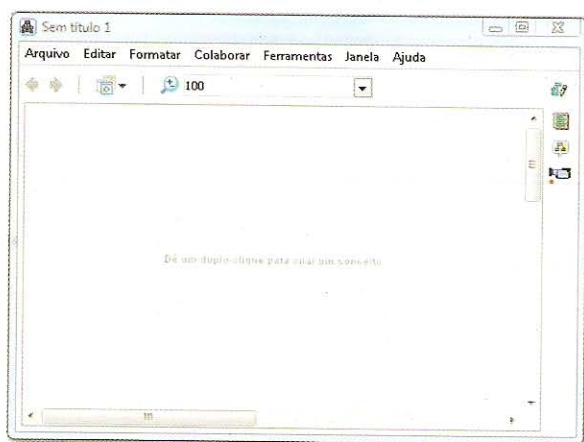 Sem título 1
Arquivo Editar Formatar Colaborar Ferramentas Janela Ajuda
100
Dê um duplo-clique para criar um conceito